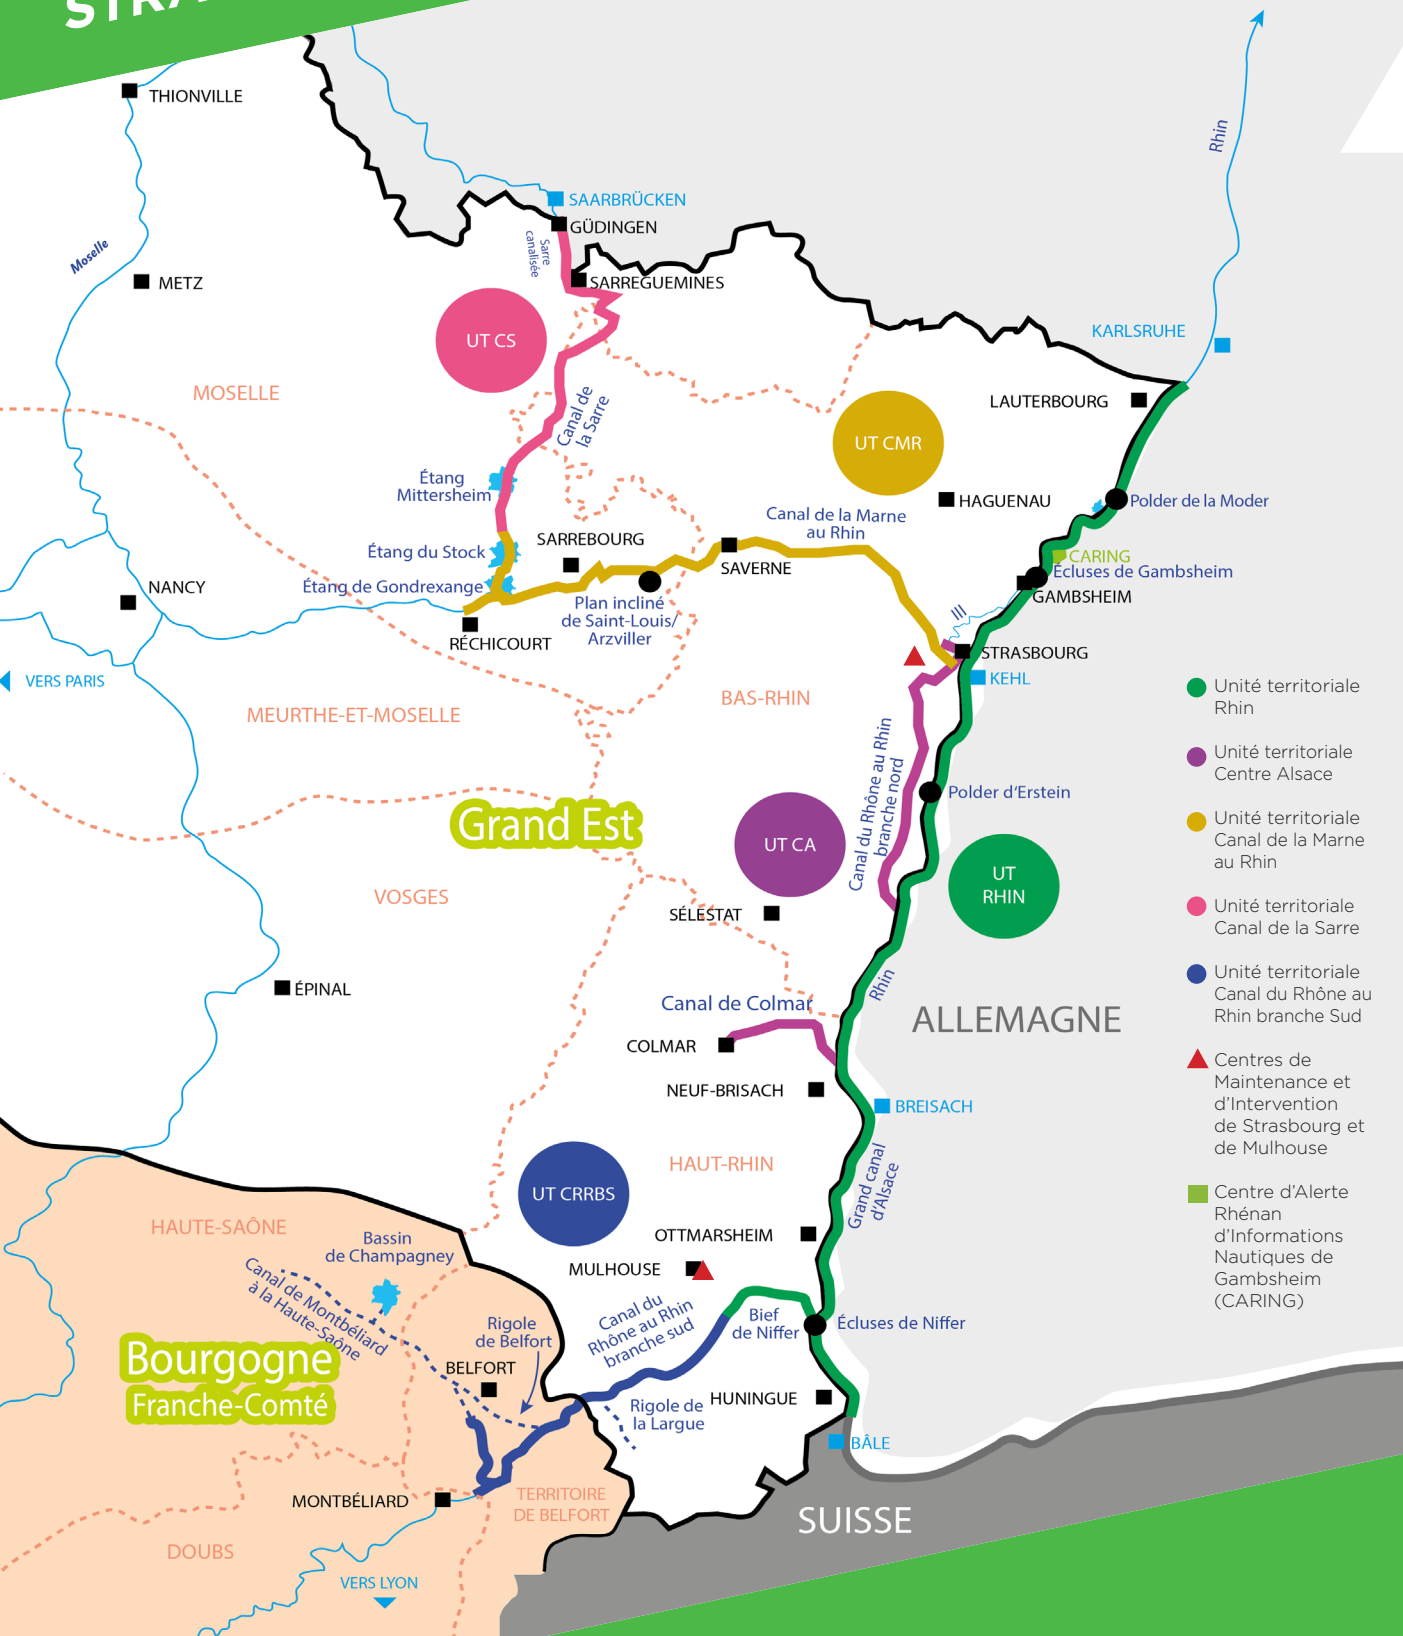 THIONVILLE
Rhin
Moselle
SAARBRÜCKEN
GÜDINGEN
Sarre
canalisée
METZ
SARREGUEMINES
UT CS
KARLSRUHE
MOSELLE
LAUTERBOURG
Canal de
la Sarre
UT CMR
Étang
Mittersheim
HAGUENAU
Polder de la Moder
Canal de la Marne
au Rhin
SARREBOURG
Étang du Stock
CARING
SAVERNE
Écluses de Gambsheim
NANCY
Étang de Gondrexange
GAMBSHEIM
Plan incliné
de Saint-Louis/
Arzviller
Ill
RÉCHICOURT
STRASBOURG
KEHL
VERS PARIS
BAS-RHIN
MEURTHE-ET-MOSELLE
Canal du Rhône au Rhin
branche nord
Polder d'Erstein
Grand Est
UT CA
UT
RHIN
VOSGES
SÉLESTAT
ÉPINAL
Rhin
Canal de Colmar
ALLEMAGNE
COLMAR
NEUF-BRISACH
BREISACH
HAUT-RHIN
UT CRRBS
Grand canal
d'Alsace
HAUTE-SAÔNE
OTTMARSHEIM
Bassin
de Champagney
MULHOUSE
Canal de Montbéliard
à la Haute-Saône
Canal du
Rhône au Rhin
branche sud
Bief
de Niffer
Écluses de Niffer
Rigole
de Belfort
Bourgogne
Franche-Comté
BELFORT
HUNINGUE
Rigole de
la Largue
BÂLE
MONTBÉLIARD
TERRITOIRE
DE BELFORT
SUISSE
DOUBS
VERS LYON
Unité territoriale
Rhin
Unité territoriale
Centre Alsace
Unité territoriale
Canal de la Marne
au Rhin
Unité territoriale
Canal de la Sarre
Unité territoriale
Canal du Rhône au
Rhin branche Sud
Centres de
Maintenance et
d'Intervention
de Strasbourg et
de Mulhouse
Centre d'Alerte
Rhénan
d'Informations
Nautiques de
Gambsheim
(CARING)